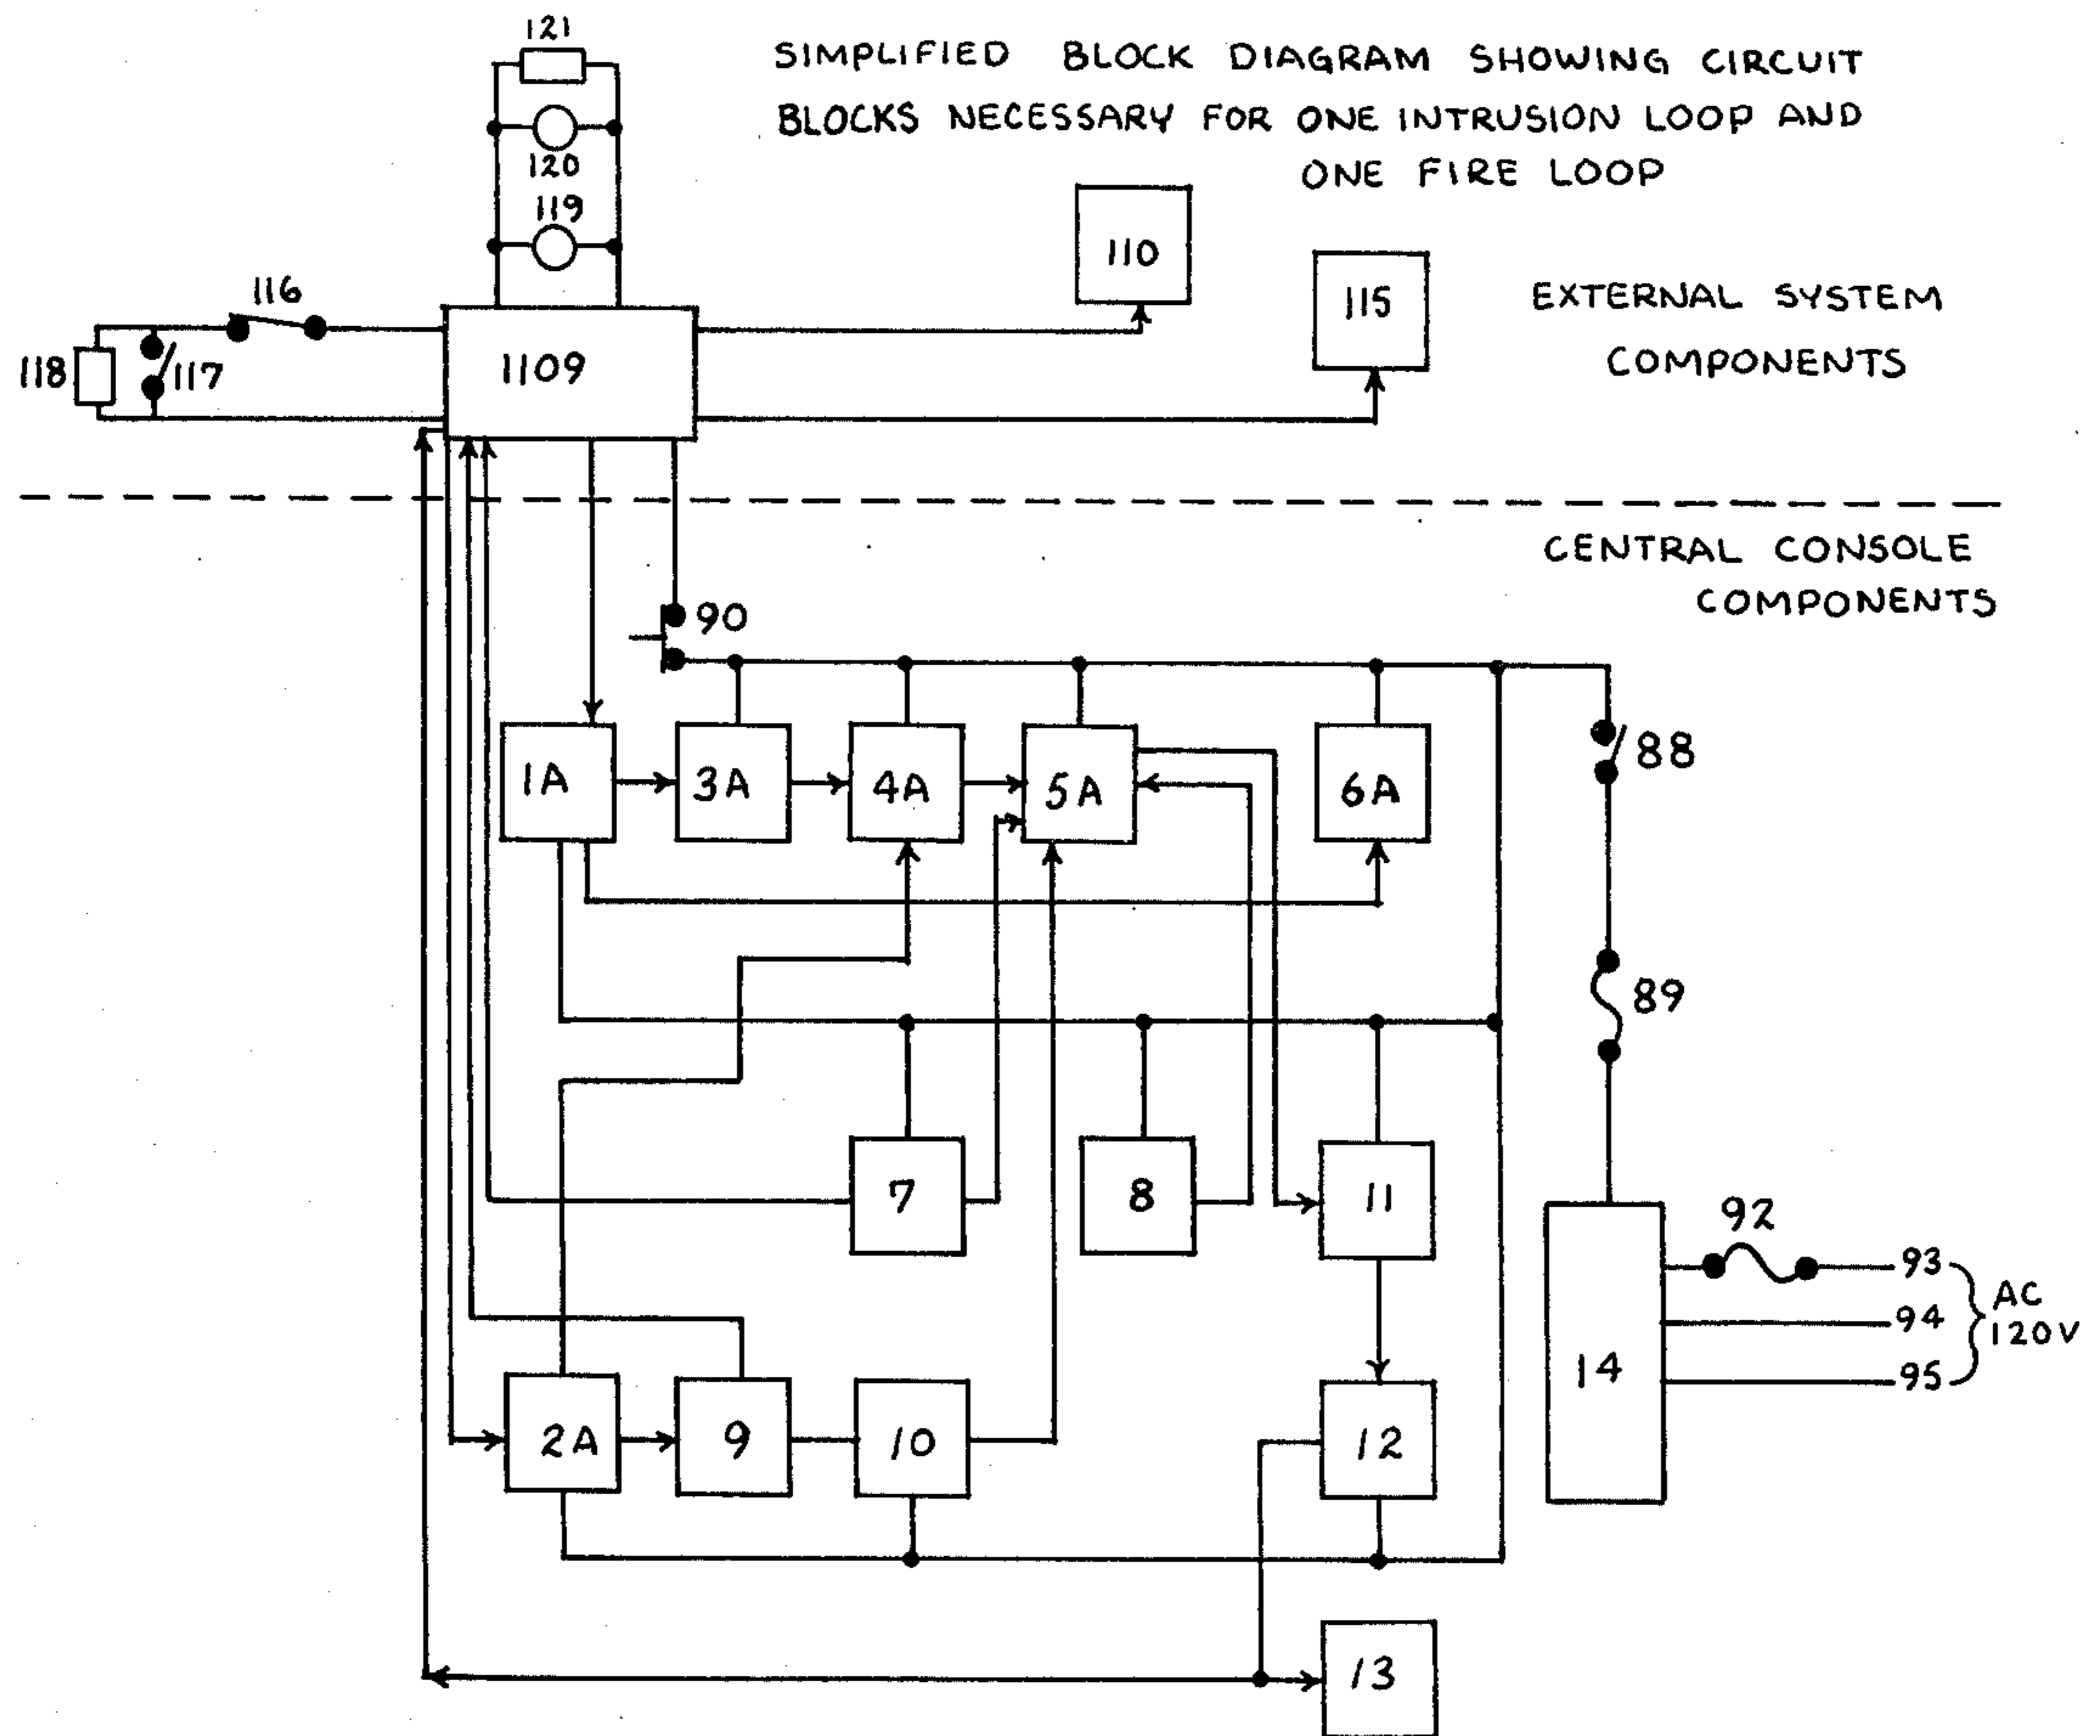 121
SIMPLIFIED BLOCK DIAGRAM SHOWING CIRCUIT
BLOCKS NECESSARY FOR ONE INTRUSION LOOP AND
ONE FIRE LOOP
120
119
110
116
115
EXTERNAL SYSTEM
COMPONENTS
1109
118
117
CENTRAL CONSOLE
COMPONENTS
90
88
1A
3A
4A
5A
6A
89
7
8
11
92
93
94
95
AC
120V
14
2A
9
10
12
13